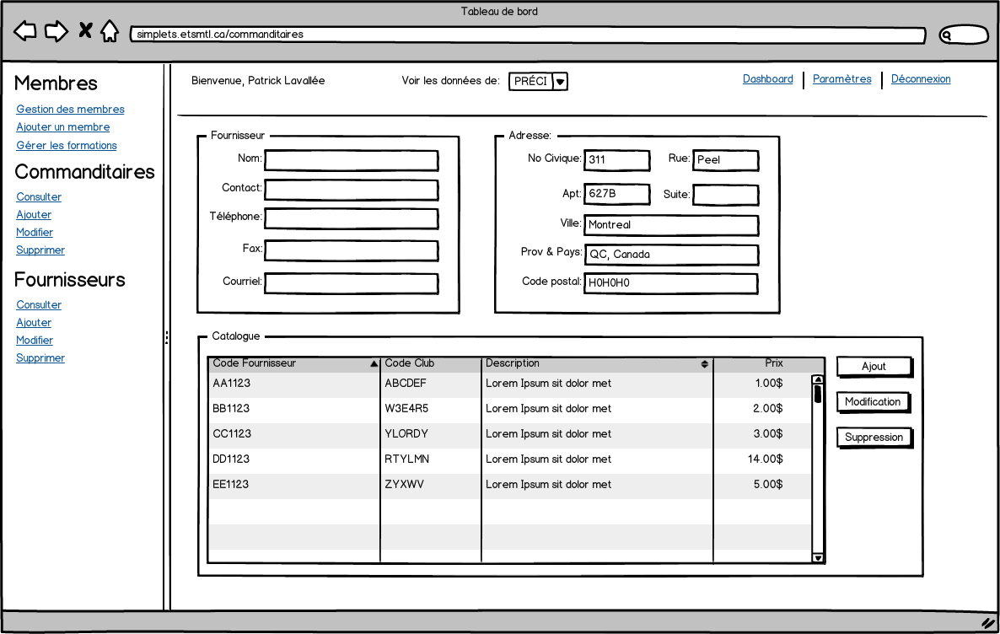 Tableau de bord
simplets.etsmtl.ca/commanditaires
Bienvenue, Patrick Lavallée
Voir les données de: PRÉCI
Dashboard Paramètres Déconnexion
Membres
Gestion des membres
Ajouter un membre
Gérer les formations
Commanditaires
Consulter
Ajouter
Modifier
Supprimer
Fournisseurs
Consulter
Ajouter
Modifier
Supprimer
Fournisseur
Nom:
Contact:
Téléphone:
Fax:
Courriel:
Adresse:
No Civique: 311 Rue: Peel
Apt: 627B Suite:
Ville: Montreal
Prov & Pays: QC, Canada
Code postal: H0H0H0
Catalogue
Code Fournisseur Code Club Description Prix
AA1123 ABCDEF Lorem Ipsum sit dolor met 1.00$
BB1123 W3E4R5 Lorem Ipsum sit dolor met 2.00$
CC1123 YLORDY Lorem Ipsum sit dolor met 3.00$
DD1123 RTYLMN Lorem Ipsum sit dolor met 14.00$
EE1123 ZYXWV Lorem Ipsum sit dolor met 5.00$
Ajout
Modification
Suppression